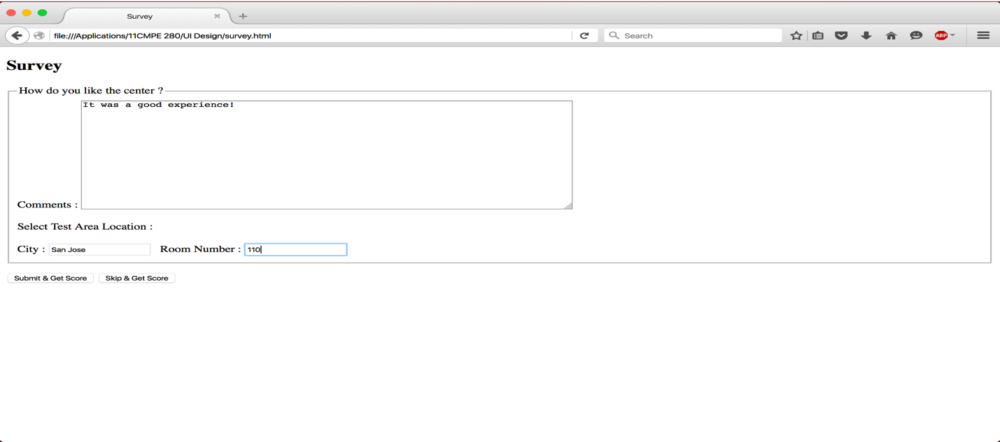 Survey
file:///Applications/11CMPE 280/UI Design/survey.html
Search
ABP
Survey
How do you like the center ?
It was a good experience!
Comments :
Select Test Area Location :
City : San Jose Room Number : 110
Submit & Get Score Skip & Get Score